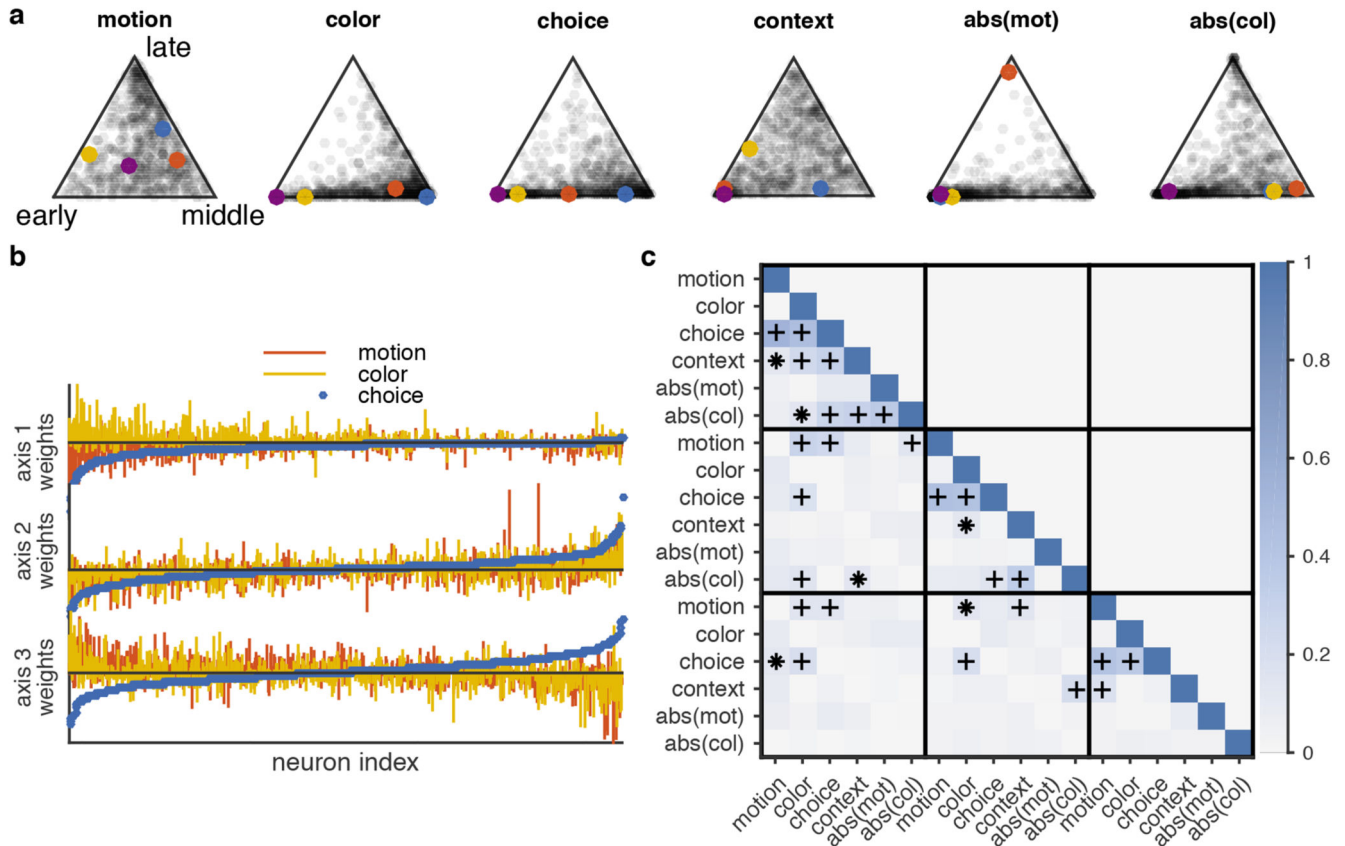 a
motion
color
choice
context
abs(mot)
abs(col)
late
early
middle
b
motion
color
choice
axis 1
weights
axis 2
weights
axis 3
weights
neuron index
c
motion
color
choice
context
abs(mot)
abs(col)
motion
color
choice
context
abs(mot)
abs(col)
motion
color
choice
context
abs(mot)
abs(col)
motion
color
choice
context
abs(mot)
abs(col)
motion
color
choice
context
abs(mot)
abs(col)
motion
color
choice
context
abs(mot)
abs(col)
1
0.8
0.6
0.4
0.2
0